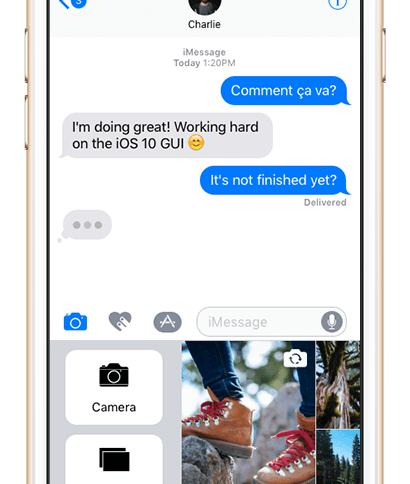 3
Charlie
iMessage
Today 1:20PM
Comment ça va?
I'm doing great! Working hard
on the iOS 10 GUI 😊
It's not finished yet?
Delivered
iMessage
Camera